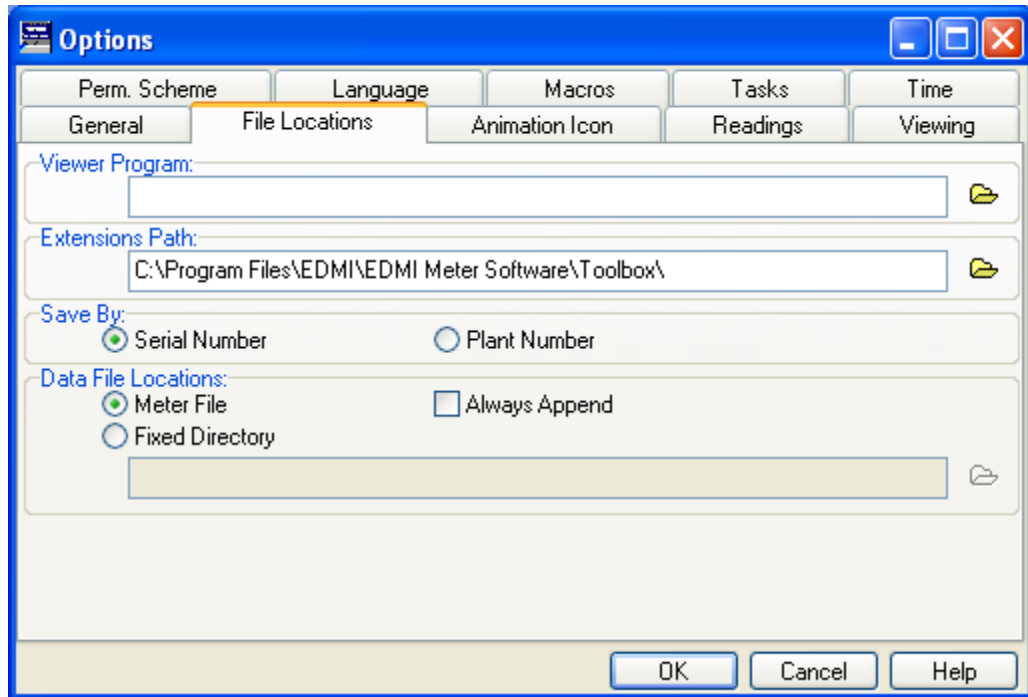 Options
Perm. Scheme Language Macros Tasks Time
General File Locations Animation Icon Readings Viewing
Viewer Program:
Extensions Path:
C:\Program Files\EDMI\EDMI Meter Software\Toolbox\
Save By:
Serial Number Plant Number
Data File Locations:
Meter File Always Append
Fixed Directory
OK Cancel Help